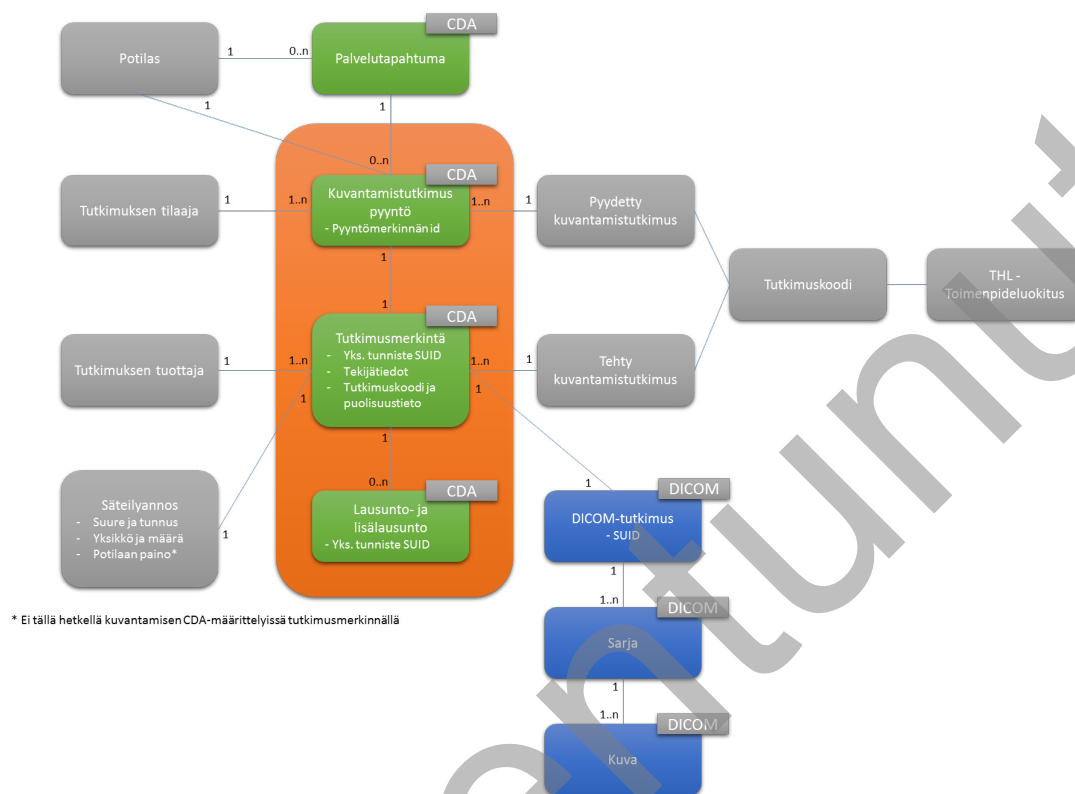 CDA
Potilas
1
0..n
Palvelutapahtuma
1
1
0..n
CDA
Tutkimuksen tilaaja
1
1..n
Kuvantamistutkimus
pyyntö
- Pyyntömerkinnän id
1..n
1
Pyydetty
kuvantamistutkimus
1
1
Tutkimuskoodi
THL -
Toimenpideluokitus
CDA
Tutkimuksen tuottaja
1
1..n
1
Tutkimusmerkintä
- Yks. tunniste SUID
- Tekijätiedot
- Tutkimuskoodi ja
puolisuustieto
1..n
1
1
Tehty
kuvantamistutkimus
1
0..n
CDA
Säteilyannos
- Suure ja tunnus
- Yksikkö ja määrä
- Potilaan paino*
1
Lausunto- ja
lisälausunto
- Yks. tunniste SUID
1
DICOM
DICOM-tutkimus
- SUID
1
1..n
DICOM
Sarja
1
1..n
DICOM
Kuva
* Ei tällä hetkellä kuvantamisen CDA-määrittelyissä tutkimusmerkinnällä